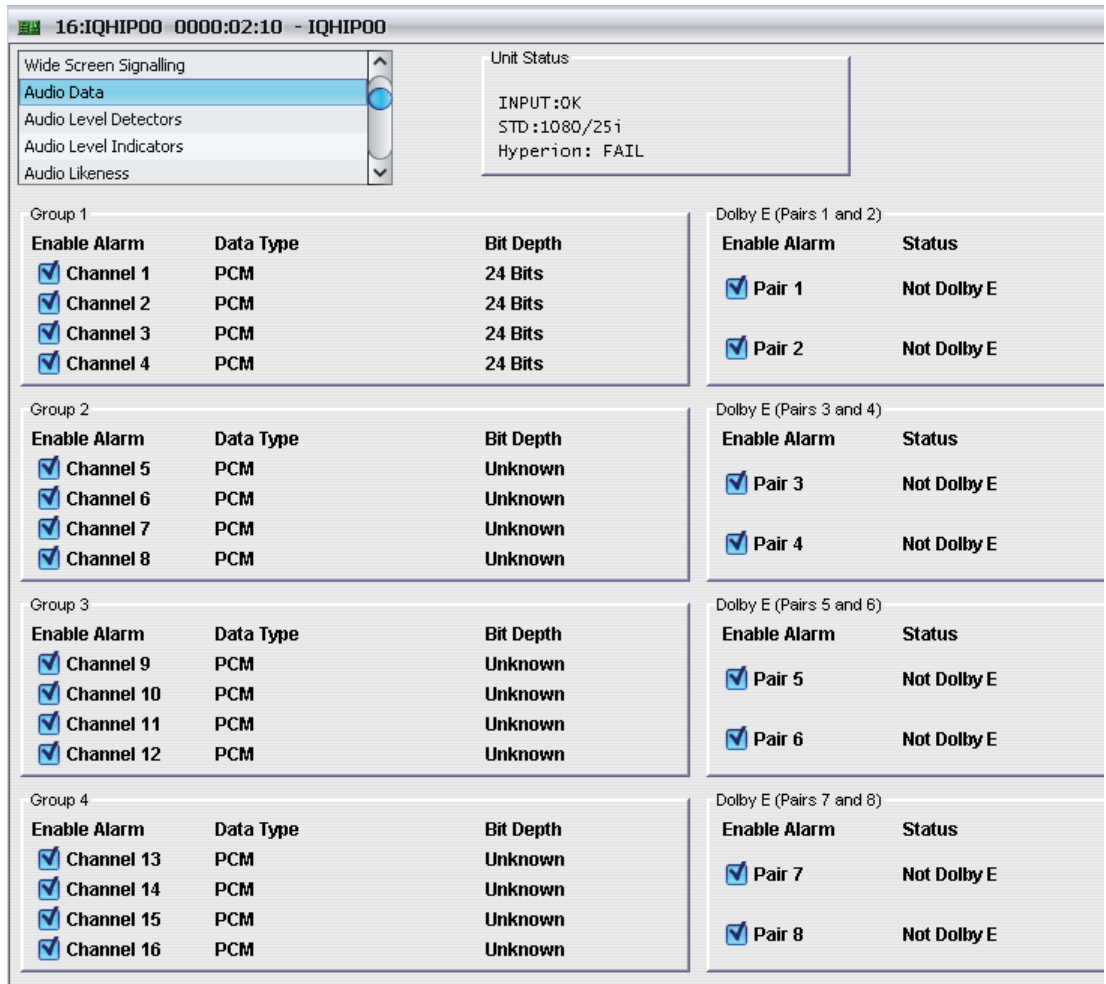 16:IQHIP00 0000:02:10 - IQHIP00
Wide Screen Signalling
Audio Data
Audio Level Detectors
Audio Level Indicators
Audio Likeness
Unit Status
INPUT:OK
STD:1080/25i
Hyperion: FAIL
Group 1
Enable Alarm Data Type Bit Depth
Channel 1 PCM 24 Bits
Channel 2 PCM 24 Bits
Channel 3 PCM 24 Bits
Channel 4 PCM 24 Bits
Dolby E (Pairs 1 and 2)
Enable Alarm Status
Pair 1 Not Dolby E
Pair 2 Not Dolby E
Group 2
Enable Alarm Data Type Bit Depth
Channel 5 PCM Unknown
Channel 6 PCM Unknown
Channel 7 PCM Unknown
Channel 8 PCM Unknown
Dolby E (Pairs 3 and 4)
Enable Alarm Status
Pair 3 Not Dolby E
Pair 4 Not Dolby E
Group 3
Enable Alarm Data Type Bit Depth
Channel 9 PCM Unknown
Channel 10 PCM Unknown
Channel 11 PCM Unknown
Channel 12 PCM Unknown
Dolby E (Pairs 5 and 6)
Enable Alarm Status
Pair 5 Not Dolby E
Pair 6 Not Dolby E
Group 4
Enable Alarm Data Type Bit Depth
Channel 13 PCM Unknown
Channel 14 PCM Unknown
Channel 15 PCM Unknown
Channel 16 PCM Unknown
Dolby E (Pairs 7 and 8)
Enable Alarm Status
Pair 7 Not Dolby E
Pair 8 Not Dolby E